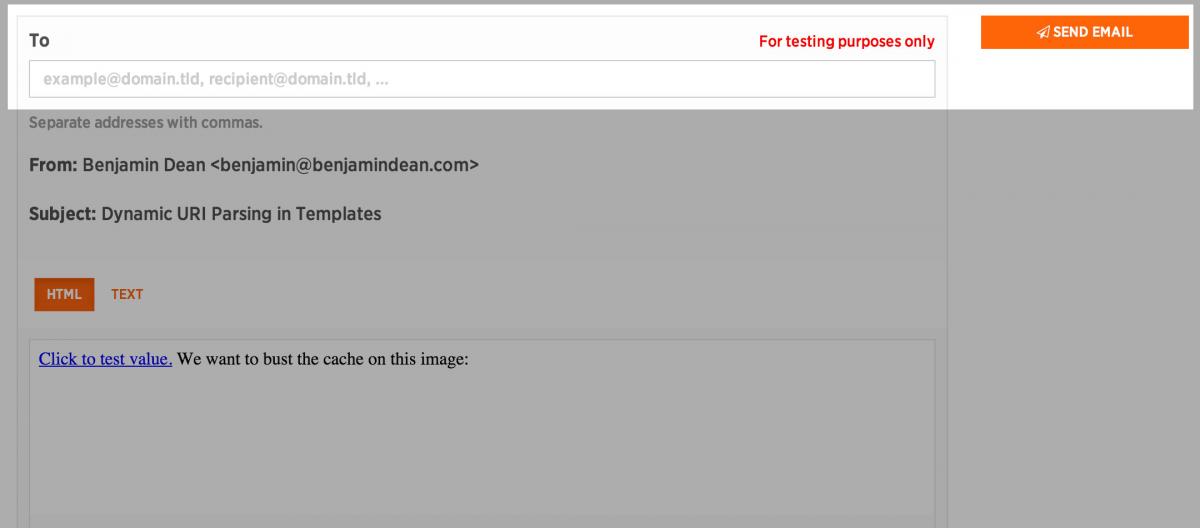 To
For testing purposes only
SEND EMAIL
example@domain.tld, recipient@domain.tld, ...
Separate addresses with commas.
From: Benjamin Dean <benjamin@benjamindean.com>
Subject: Dynamic URI Parsing in Templates
HTML
TEXT
Click to test value. We want to bust the cache on this image: